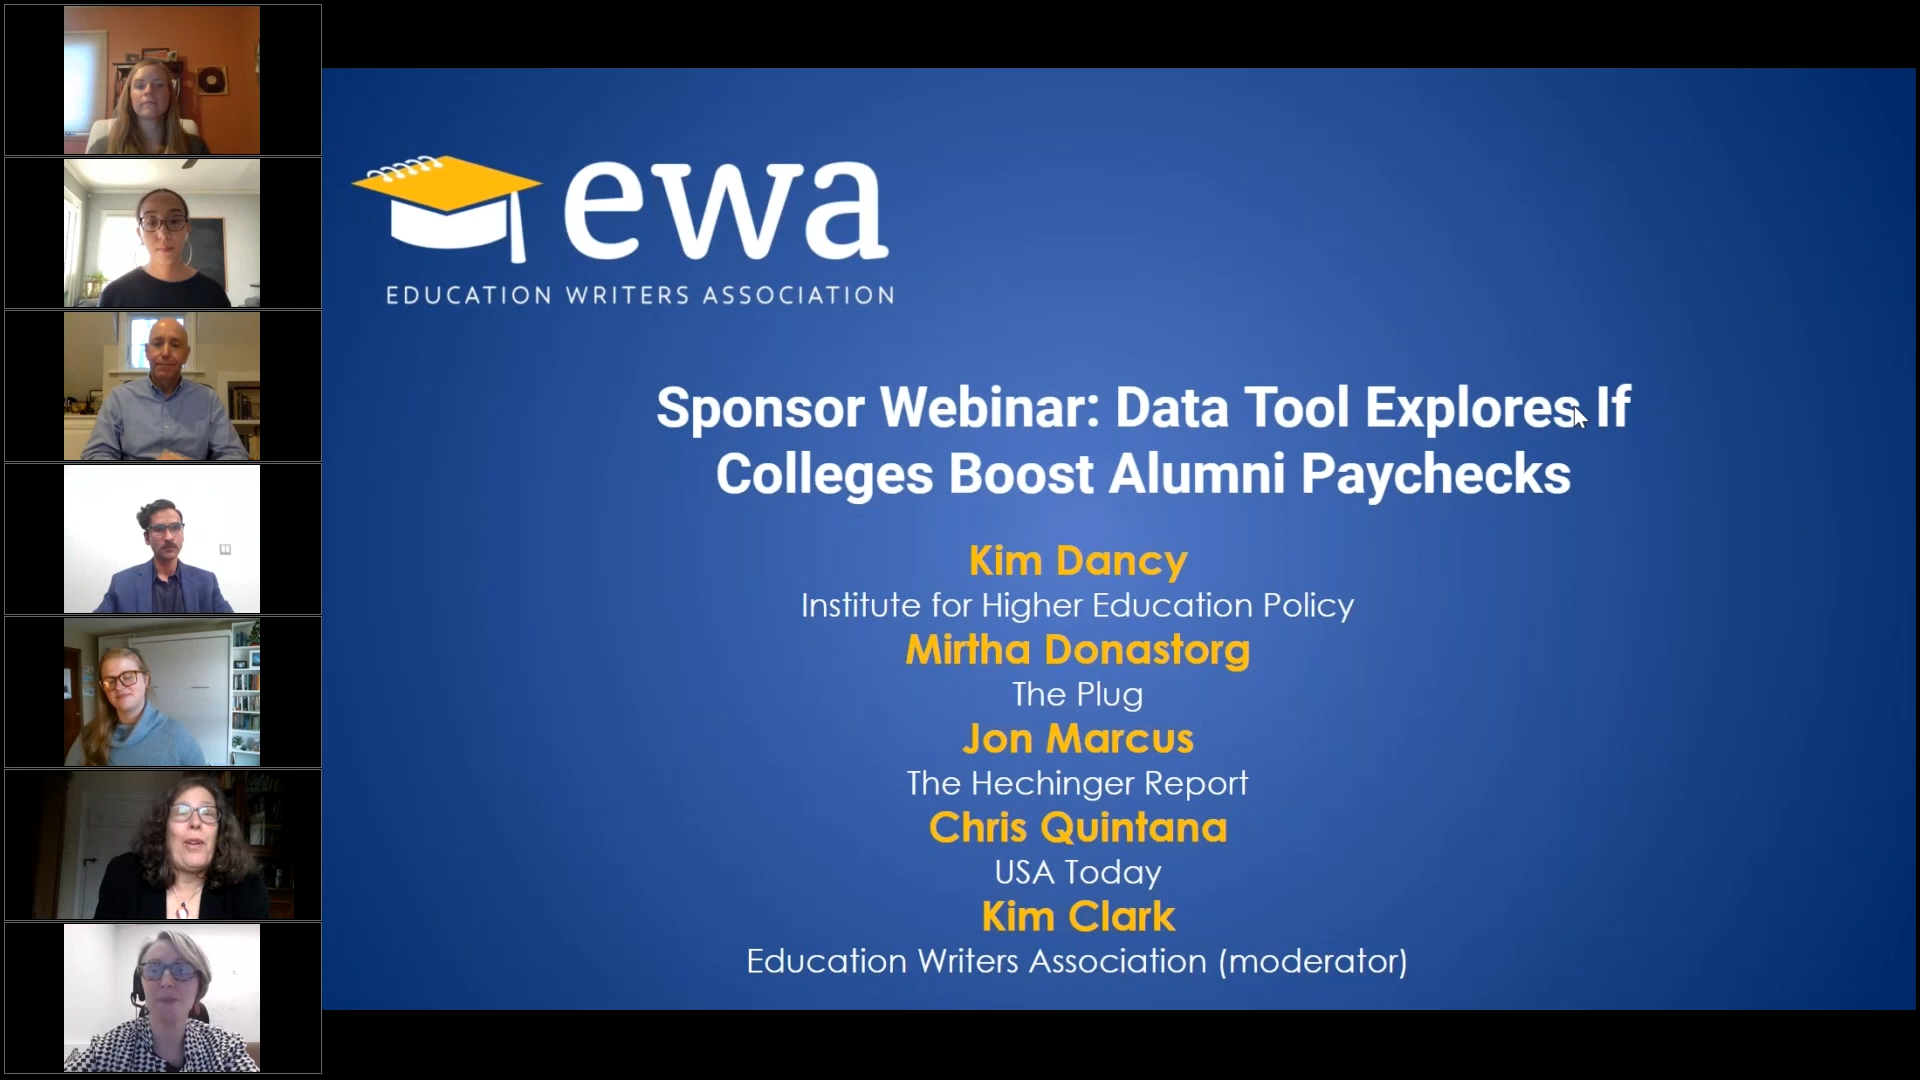 ewa
EDUCATION WRITERS ASSOCIATION
Sponsor Webinar: Data Tool Explores If
Colleges Boost Alumni Paychecks
Kim Dancy
Institute for Higher Education Policy
Mirtha Donastorg
The Plug
Jon Marcus
The Hechinger Report
Chris Quintana
USA Today
Kim Clark
Education Writers Association (moderator)